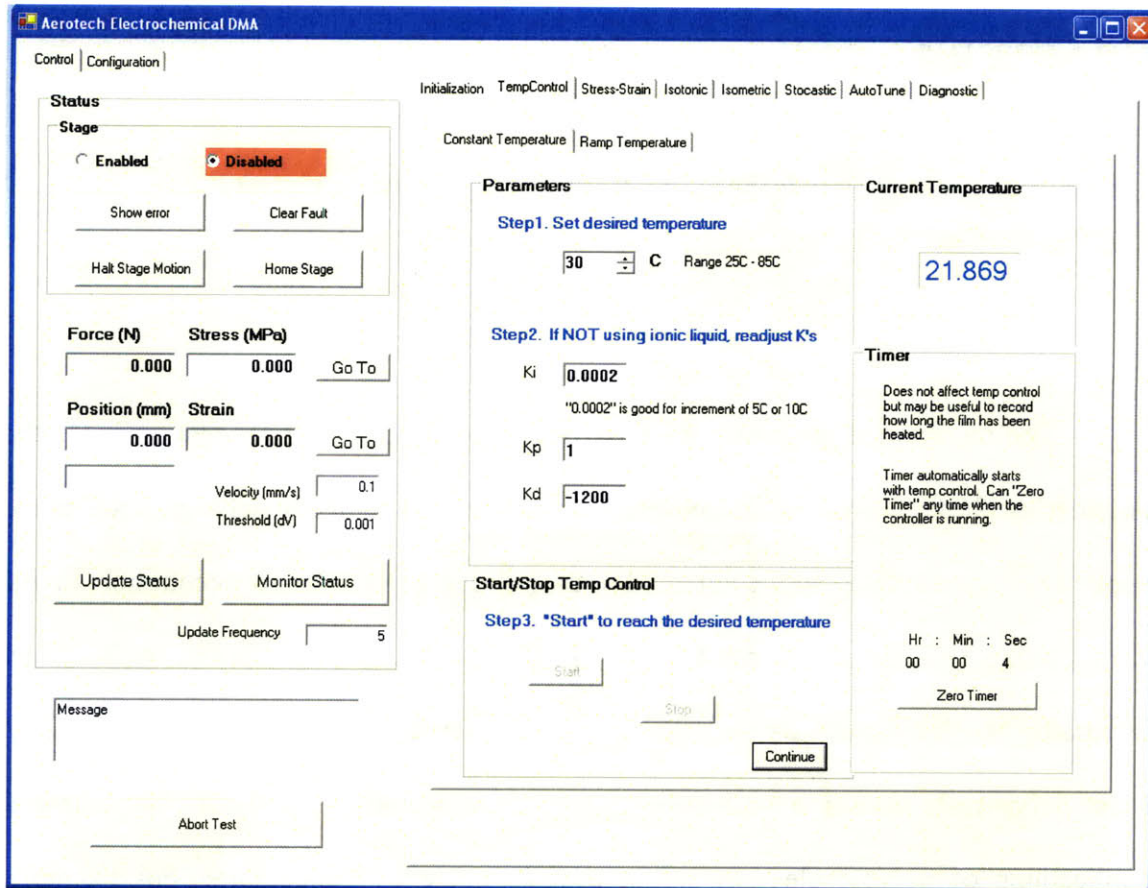 Aerotech Electrochemical DMA
Control
Configuration
Status
Stage
Enabled
Disabled
Show error
Clear Fault
Halt Stage Motion
Home Stage
Force (N)
Stress (MPa)
0.000
0.000
Go To
Position (mm)
Strain
0.000
0.000
Go To
Velocity (mm/s)
0.1
Threshold (dV)
0.001
Update Status
Monitor Status
Update Frequency
5
Message
Abort Test
Initialization
TempControl
Stress-Strain
Isotonic
Isometric
Stocastic
AutoTune
Diagnostic
Constant Temperature
Ramp Temperature
Parameters
Step1. Set desired temperature
30
C
Range 25C - 85C
Step2. If NOT using ionic liquid, readjust K's
Ki
0.0002
"0.0002" is good for increment of 5C or 10C
Kp
1
Kd
-1200
Start/Stop Temp Control
Step3. "Start" to reach the desired temperature
Start
Stop
Continue
Current Temperature
21.869
Timer
Does not affect temp control
but may be useful to record
how long the film has been
heated.
Timer automatically starts
with temp control. Can "Zero
Timer" any time when the
controller is running.
Hr : Min : Sec
00 00 4
Zero Timer